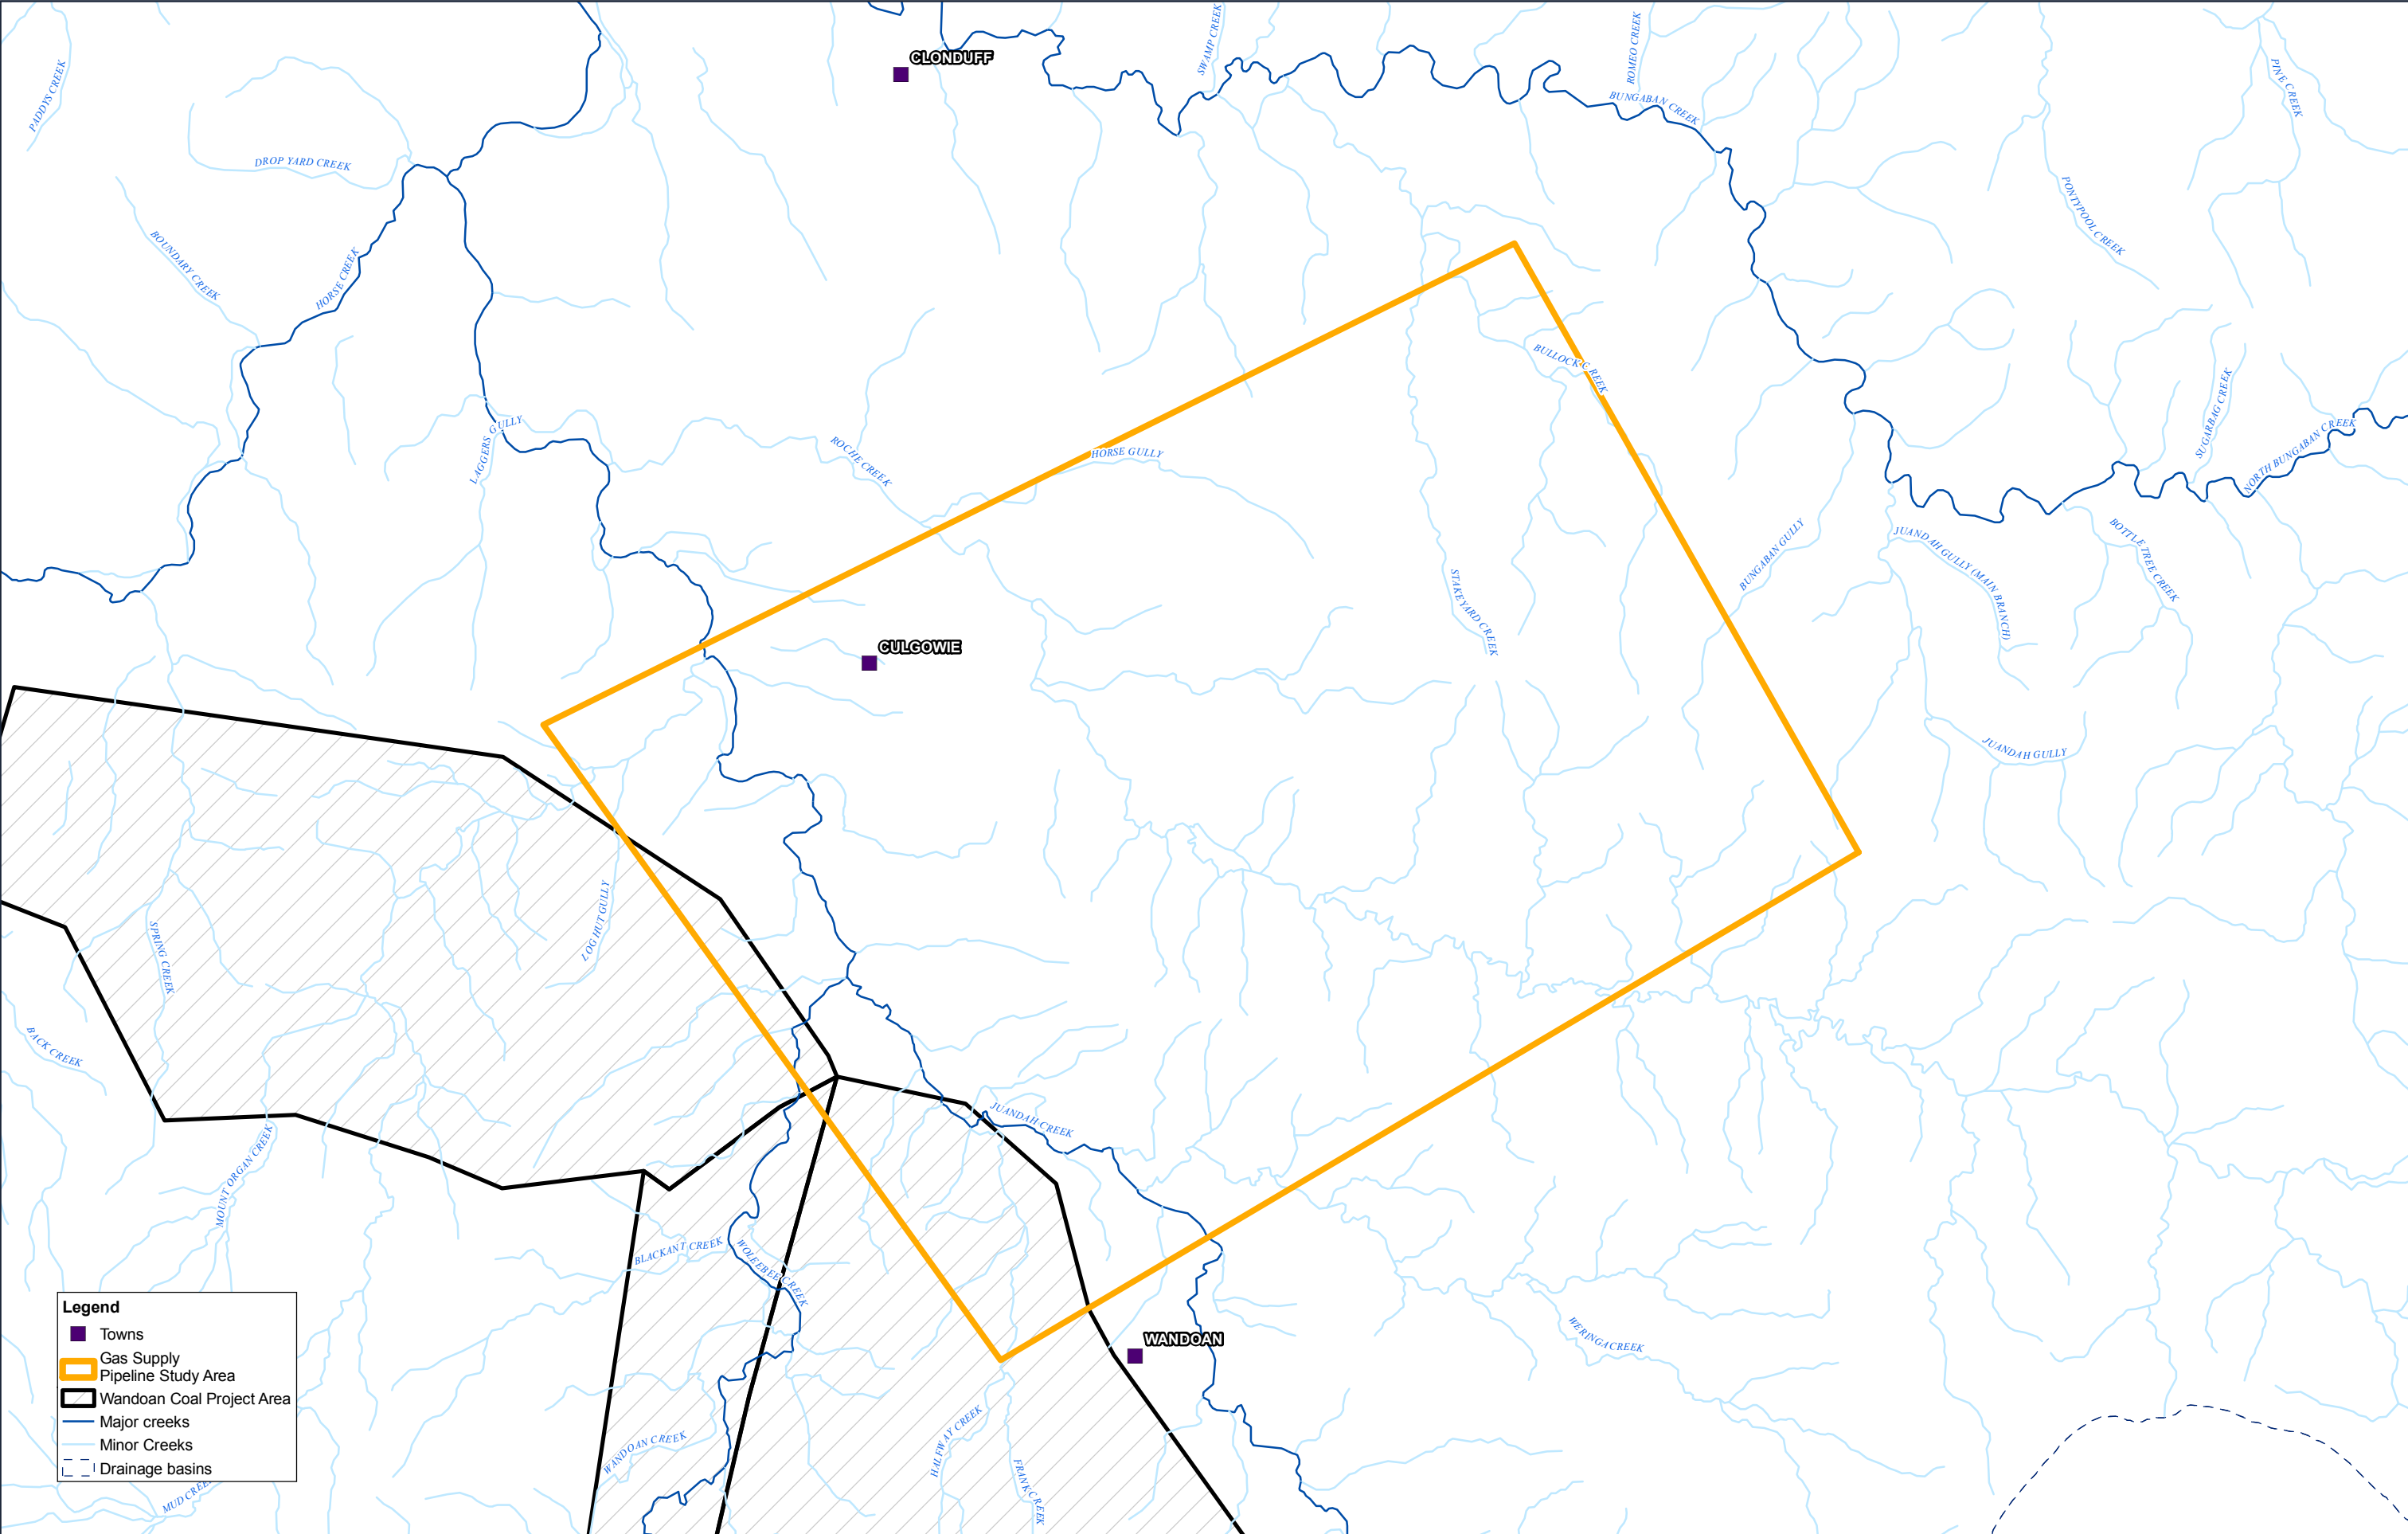 CLONDUFF
SWAMP CREEK
ROMEO CREEK
BUNGABAN CREEK
PINE CREEK
PADDYS CREEK
DROP YARD CREEK
BOUNDARY CREEK
HORSE CREEK
PONTYPOOL CREEK
BULLOCK CREEK
LAGGERS GULLY
ROCHE CREEK
HORSE GULLY
SUGARBAG CREEK
NORTH BUNGABAN CREEK
BUNGABAN GULLY
JUANDAH GULLY (MAIN BRANCH)
BOTTLE TREE CREEK
STAKEYARD CREEK
CULGOWIE
JUANDAH GULLY
LOG HUT GULLY
SPRING CREEK
BACK CREEK
JUANDAH CREEK
MOUNT ORGAN CREEK
BLACKANT CREEK
WOLEEBEE CREEK
WANDOAN
WERINGA CREEK
HALFWAY CREEK
WANDOAN CREEK
FRANK CREEK
MUD CREEK
Legend
Towns
Gas Supply
Pipeline Study Area
Wandoan Coal Project Area
Major creeks
Minor Creeks
Drainage basins